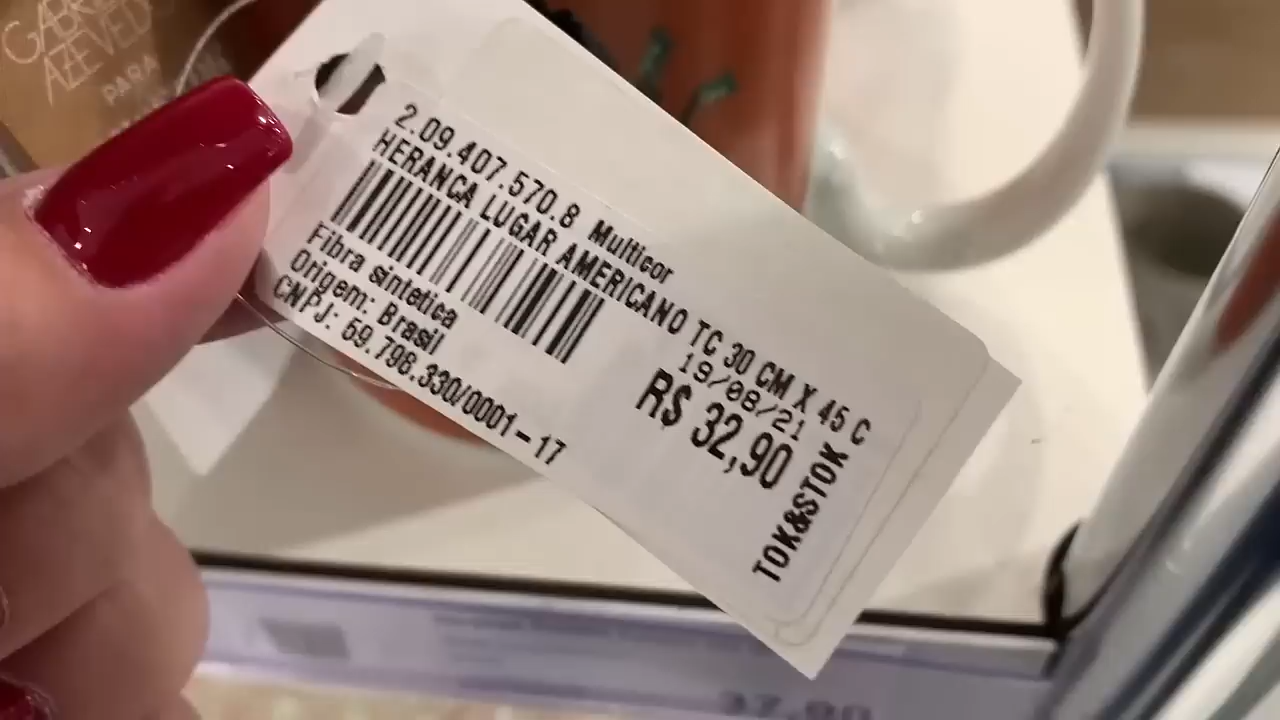 AZEVEDO
PARA
2.09.407.570.8 Multicor
HERANCA LUGAR AMERICANO TC 30 CM X 45 C
19/08/21
R$ 32,90
Fibra sintetica
Origem: Brasil
CNPJ: 59.798.330/0001-17
TOK&STOK